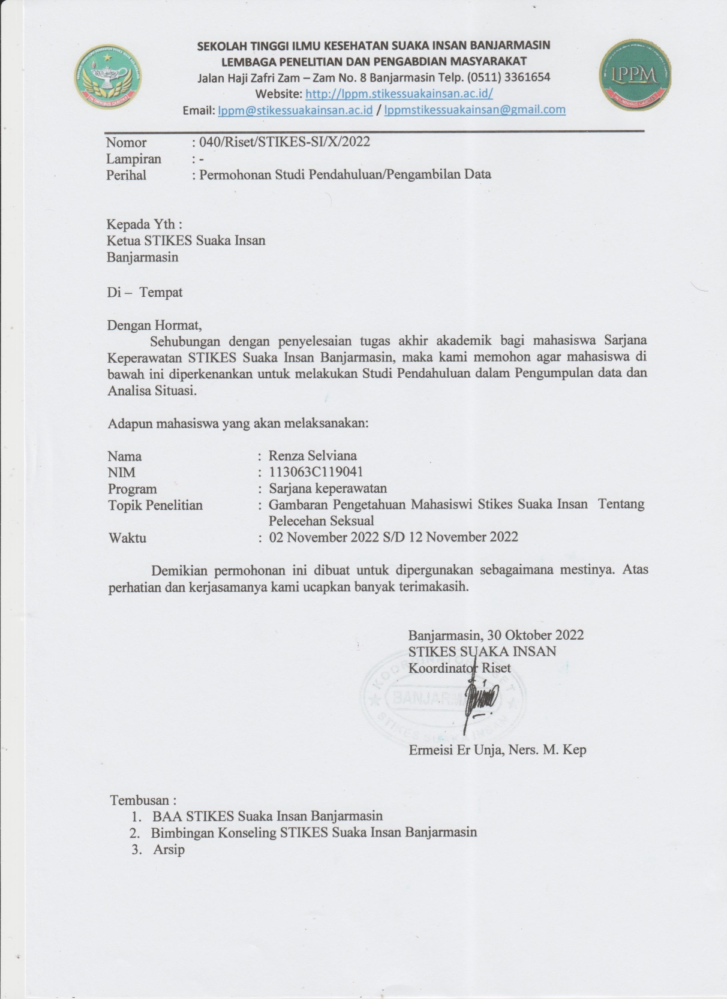 SEKOLAH TINGGI ILMU KESEHATAN SUAKA INSAN BANJARMASIN
LEMBAGA PENELITIAN DAN PENGABDIAN MASYARAKAT
Jalan Haji Zafri Zam – Zam No. 8 Banjarmasin Telp. (0511) 3361654
Website: http://lppm.stikessuakainsan.ac.id/
Email: lppm@stikessuakainsan.ac.id / lppmstikessuakainsan@gmail.com
LPPM
Nomor : 040/Riset/STIKES-SI/X/2022
Lampiran : -
Perihal : Permohonan Studi Pendahuluan/Pengambilan Data
Kepada Yth :
Ketua STIKES Suaka Insan
Banjarmasin
Di – Tempat
Dengan Hormat,
Sehubungan dengan penyelesaian tugas akhir akademik bagi mahasiswa Sarjana
Keperawatan STIKES Suaka Insan Banjarmasin, maka kami memohon agar mahasiswa di
bawah ini diperkenankan untuk melakukan Studi Pendahuluan dalam Pengumpulan data dan
Analisa Situasi.
Adapun mahasiswa yang akan melaksanakan:
Nama : Renza Selviana
NIM : 113063C119041
Program : Sarjana keperawatan
Topik Penelitian : Gambaran Pengetahuan Mahasiswi Stikes Suaka Insan Tentang
Pelecehan Seksual
Waktu : 02 November 2022 S/D 12 November 2022
Demikian permohonan ini dibuat untuk dipergunakan sebagaimana mestinya. Atas
perhatian dan kerjasamanya kami ucapkan banyak terimakasih.
Banjarmasin, 30 Oktober 2022
STIKES SUAKA INSAN
Koordinator Riset
STIKES SUAKA INSAN
Ermeisi Er Unja, Ners. M. Kep
Tembusan :
1. BAA STIKES Suaka Insan Banjarmasin
2. Bimbingan Konseling STIKES Suaka Insan Banjarmasin
3. Arsip